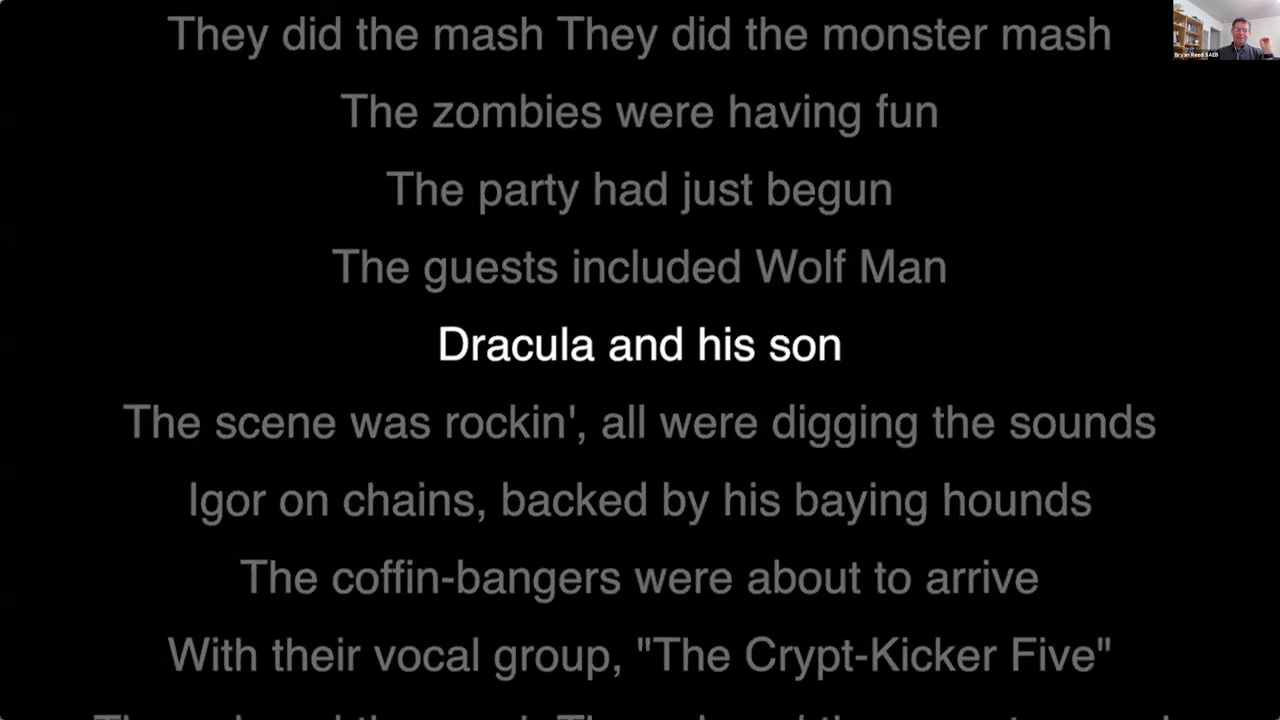 They did the mash They did the monster mash
The zombies were having fun
The party had just begun
The guests included Wolf Man
Dracula and his son
The scene was rockin', all were digging the sounds
Igor on chains, backed by his baying hounds
The coffin-bangers were about to arrive
With their vocal group, "The Crypt-Kicker Five"
Bryan Reed SAEB